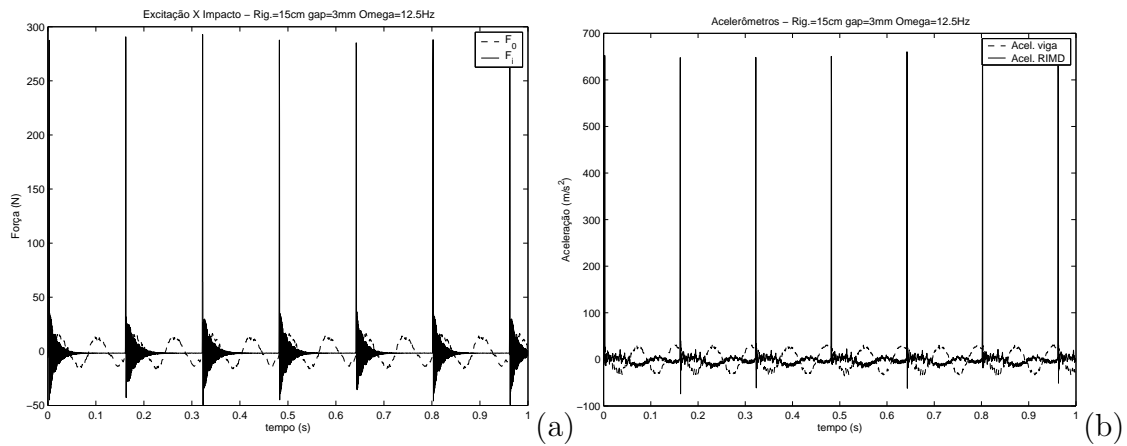 Excitação X Impacto − Rig.=15cm gap=3mm Omega=12.5Hz
F_0
F_i
300
250
200
150
100
50
0
−50
Força (N)
0 0.1 0.2 0.3 0.4 0.5 0.6 0.7 0.8 0.9 1
tempo (s)
(a)
Acelerômetros − Rig.=15cm gap=3mm Omega=12.5Hz
Acel. viga
Acel. RIMD
700
600
500
400
300
200
100
0
−100
Aceleração (m/s²)
0 0.1 0.2 0.3 0.4 0.5 0.6 0.7 0.8 0.9 1
tempo (s)
(b)